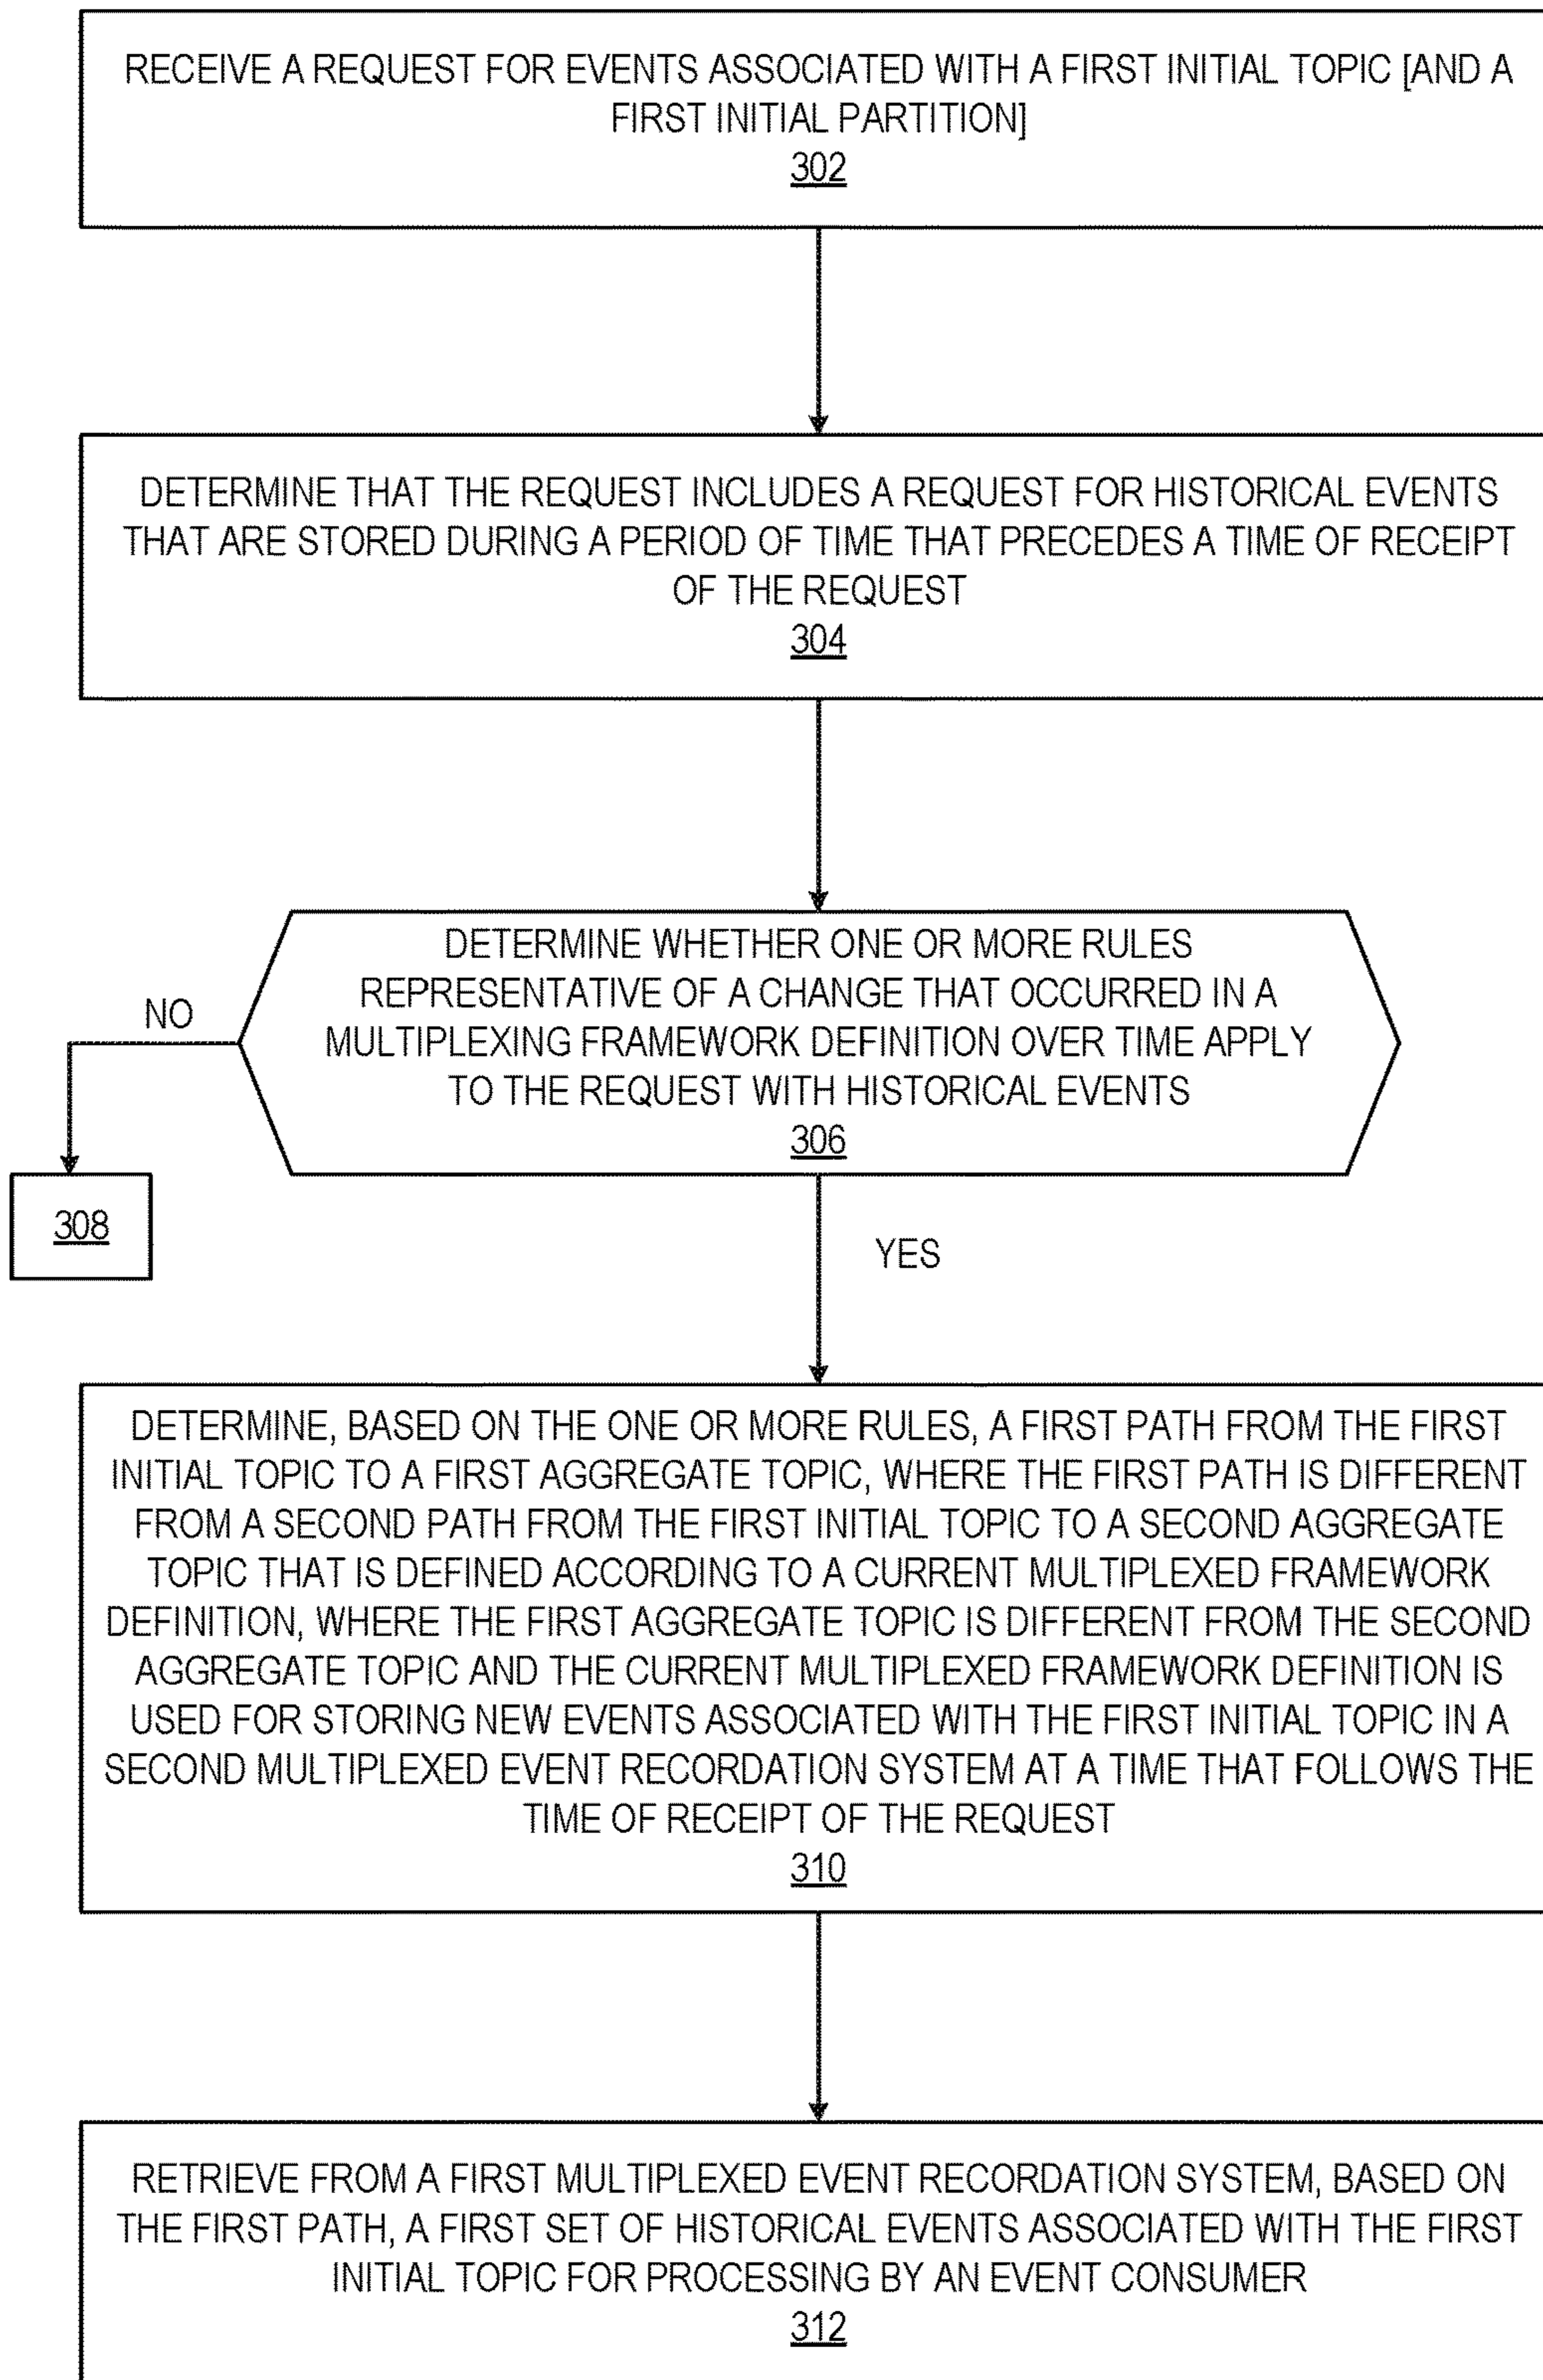 RECEIVE A REQUEST FOR EVENTS ASSOCIATED WITH A FIRST INITIAL TOPIC [AND A
FIRST INITIAL PARTITION]
302
DETERMINE THAT THE REQUEST INCLUDES A REQUEST FOR HISTORICAL EVENTS
THAT ARE STORED DURING A PERIOD OF TIME THAT PRECEDES A TIME OF RECEIPT
OF THE REQUEST
304
DETERMINE WHETHER ONE OR MORE RULES
REPRESENTATIVE OF A CHANGE THAT OCCURRED IN A
MULTIPLEXING FRAMEWORK DEFINITION OVER TIME APPLY
TO THE REQUEST WITH HISTORICAL EVENTS
306
NO
308
YES
DETERMINE, BASED ON THE ONE OR MORE RULES, A FIRST PATH FROM THE FIRST
INITIAL TOPIC TO A FIRST AGGREGATE TOPIC, WHERE THE FIRST PATH IS DIFFERENT
FROM A SECOND PATH FROM THE FIRST INITIAL TOPIC TO A SECOND AGGREGATE
TOPIC THAT IS DEFINED ACCORDING TO A CURRENT MULTIPLEXED FRAMEWORK
DEFINITION, WHERE THE FIRST AGGREGATE TOPIC IS DIFFERENT FROM THE SECOND
AGGREGATE TOPIC AND THE CURRENT MULTIPLEXED FRAMEWORK DEFINITION IS
USED FOR STORING NEW EVENTS ASSOCIATED WITH THE FIRST INITIAL TOPIC IN A
SECOND MULTIPLEXED EVENT RECORDATION SYSTEM AT A TIME THAT FOLLOWS THE
TIME OF RECEIPT OF THE REQUEST
310
RETRIEVE FROM A FIRST MULTIPLEXED EVENT RECORDATION SYSTEM, BASED ON
THE FIRST PATH, A FIRST SET OF HISTORICAL EVENTS ASSOCIATED WITH THE FIRST
INITIAL TOPIC FOR PROCESSING BY AN EVENT CONSUMER
312